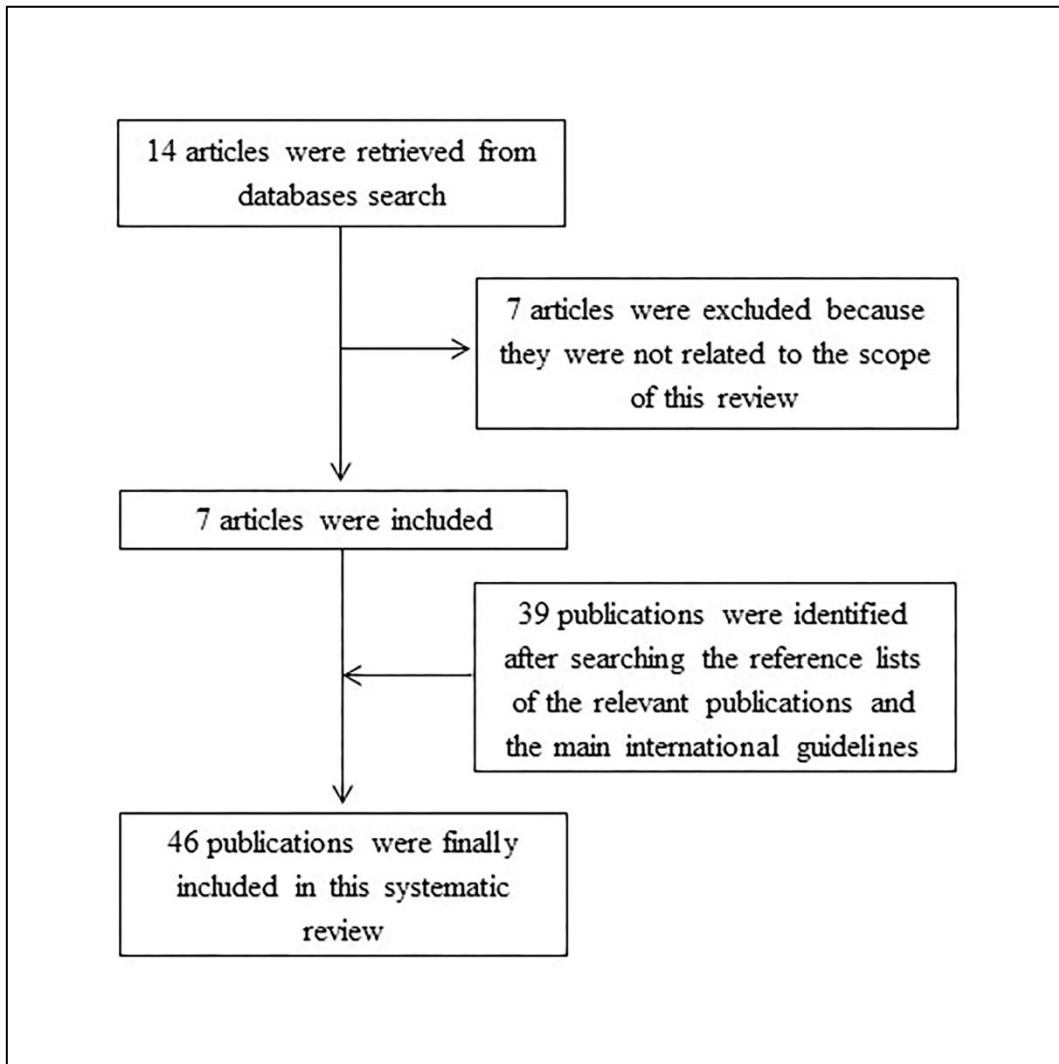 14 articles were retrieved from
databases search
7 articles were excluded because
they were not related to the scope
of this review
7 articles were included
39 publications were identified
after searching the reference lists
of the relevant publications and
the main international guidelines
46 publications were finally
included in this systematic
review